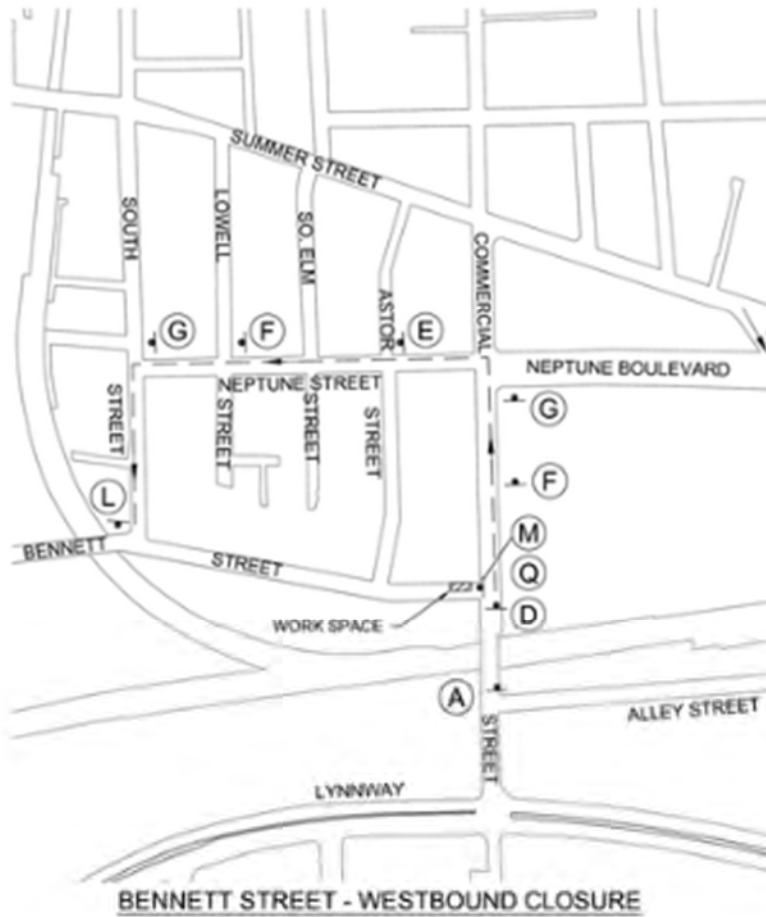 SUMMER STREET
SOUTH
LOWELL
SO. ELM
ASTOR
COMMERCIAL
G
F
E
NEPTUNE STREET
NEPTUNE BOULEVARD
STREET
STREET
STREET
STREET
G
F
L
M
BENNETT
STREET
Q
WORK SPACE
D
A
STREET
ALLEY STREET
LYNNWAY
BENNETT STREET - WESTBOUND CLOSURE